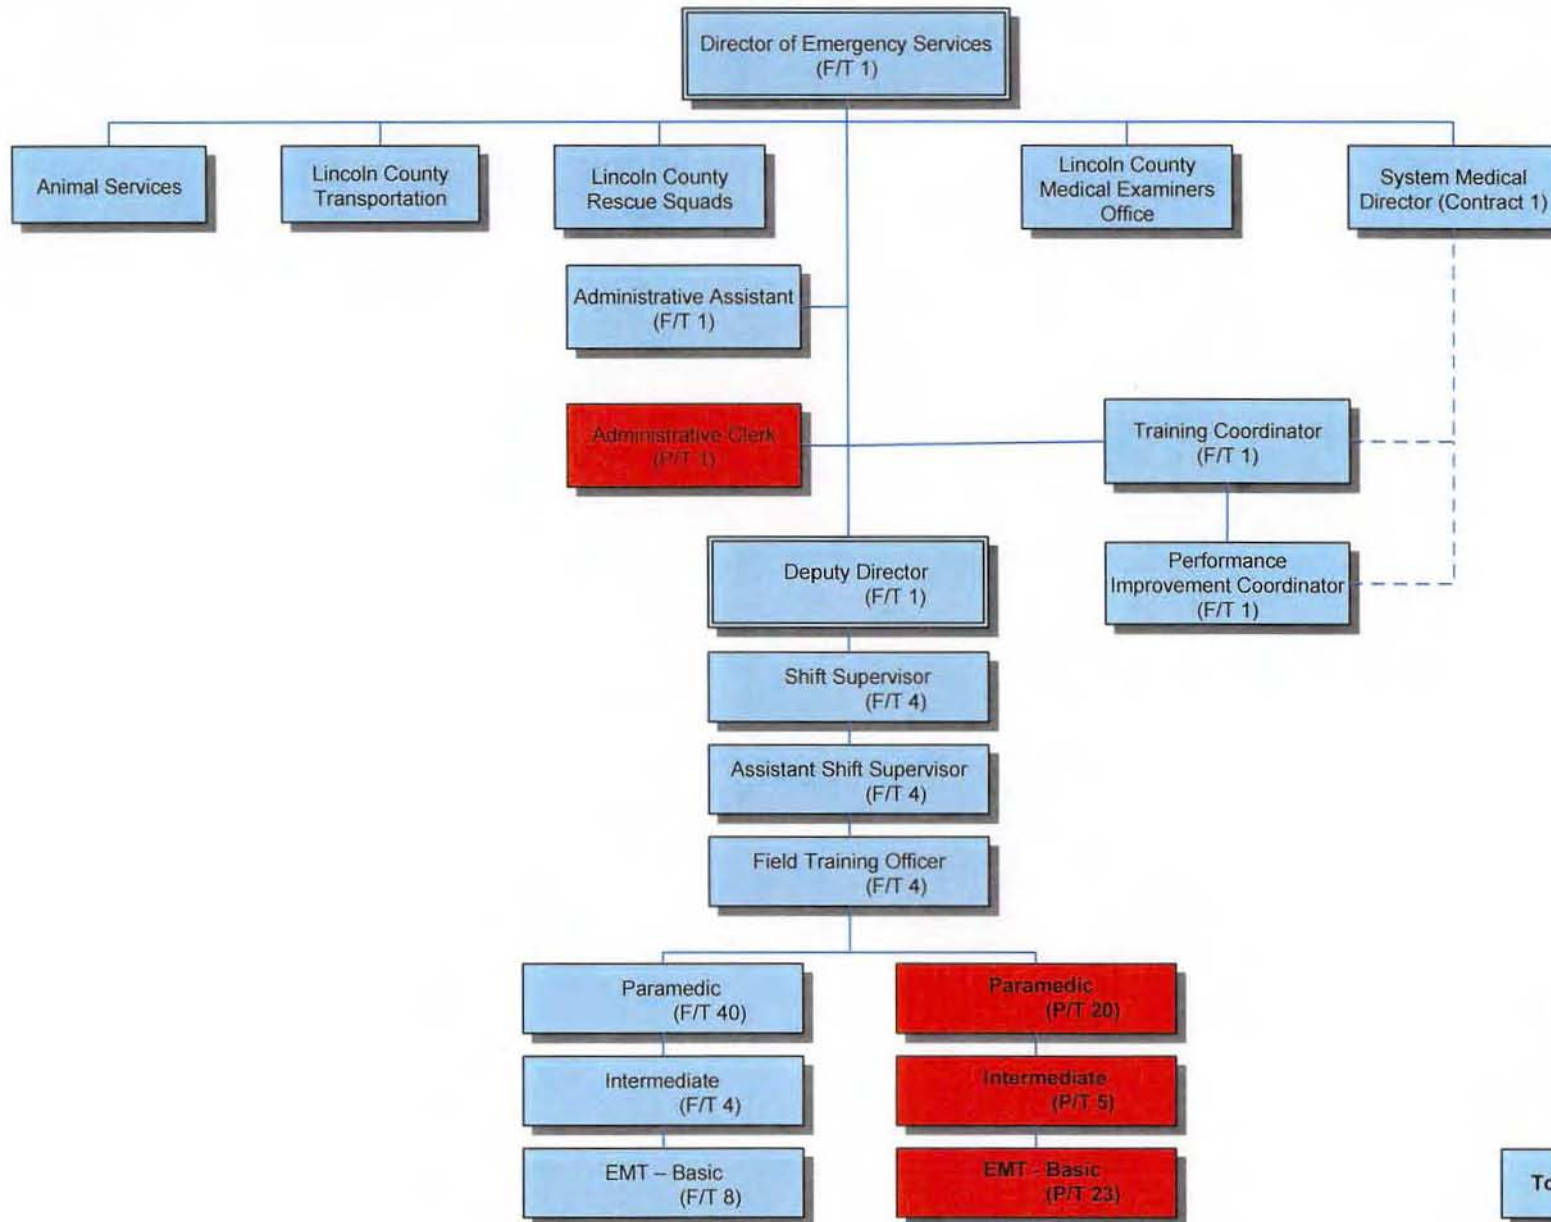 Director of Emergency Services
(F/T 1)
Animal Services
Lincoln County
Transportation
Lincoln County
Rescue Squads
Lincoln County
Medical Examiners
Office
System Medical
Director (Contract 1)
Administrative Assistant
(F/T 1)
Administrative Clerk
(P/T 1)
Training Coordinator
(F/T 1)
Performance
Improvement Coordinator
(F/T 1)
Deputy Director
(F/T 1)
Shift Supervisor
(F/T 4)
Assistant Shift Supervisor
(F/T 4)
Field Training Officer
(F/T 4)
Paramedic
(F/T 40)
Paramedic
(P/T 20)
Intermediate
(F/T 4)
Intermediate
(P/T 5)
EMT – Basic
(F/T 8)
EMT - Basic
(P/T 23)